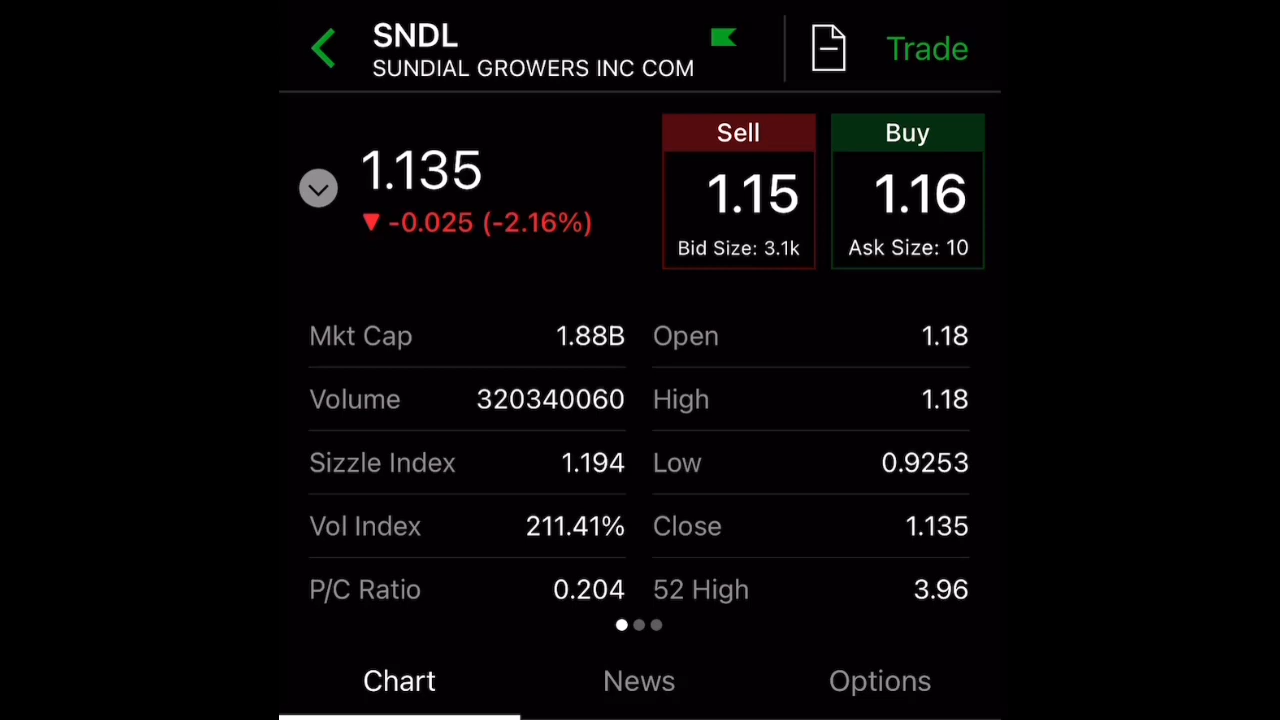 SNDL
SUNDIAL GROWERS INC COM
Trade
1.135
-0.025 (-2.16%)
Sell
1.15
Bid Size: 3.1k
Buy
1.16
Ask Size: 10
Mkt Cap 1.88B Open 1.18
Volume 320340060 High 1.18
Sizzle Index 1.194 Low 0.9253
Vol Index 211.41% Close 1.135
P/C Ratio 0.204 52 High 3.96
Chart News Options